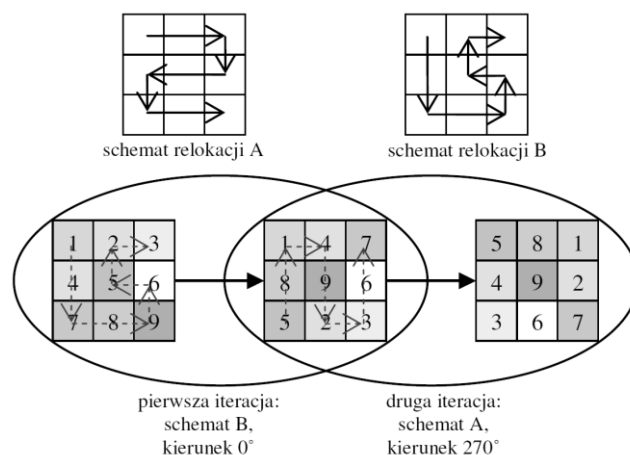 schemat relokacji A
schemat relokacji B
1 2 3
4 5 6
7 8 9
1 4 7
8 9 6
5 2 3
5 8 1
4 9 2
3 6 7
pierwsza iteracja:
schemat B,
kierunek 0°
druga iteracja:
schemat A,
kierunek 270°